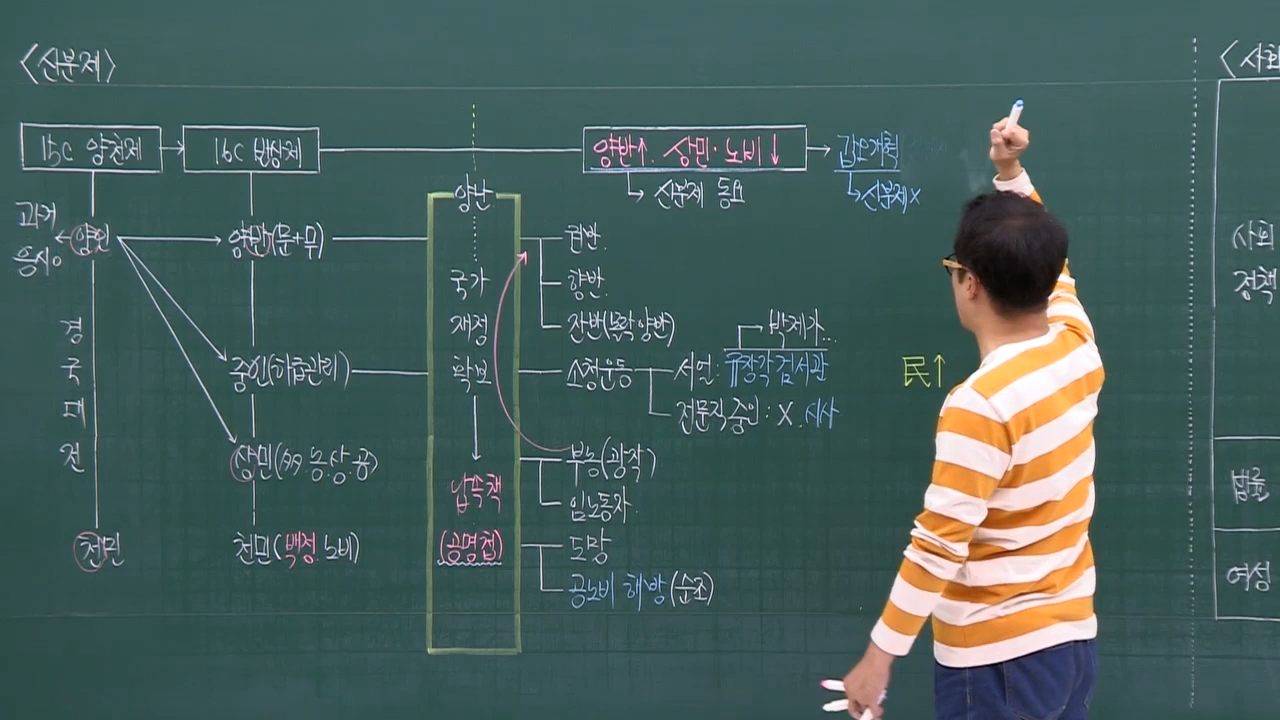 <신분제>
15C 양천제
16C 반상제
양반↑. 상민·노비↓
갑오개혁
신분제 동요
신분제 X
양난
과거
응시○
양인
양반(문+무)
권반
향반
잔반(몰락양반)
국가
재정
확보
경
국
대
전
중인(하급관리)
소청운동
서얼: 규장각 검서관
박제가..
전문직 중인: X. 시사
民↑
상민( 농.상.공)
부농(광작)
임노동자
납속책
(공명첩)
천민
천민(백정. 노비)
도망
공노비 해방(순조)
<사회
사회
정책
법률
여성